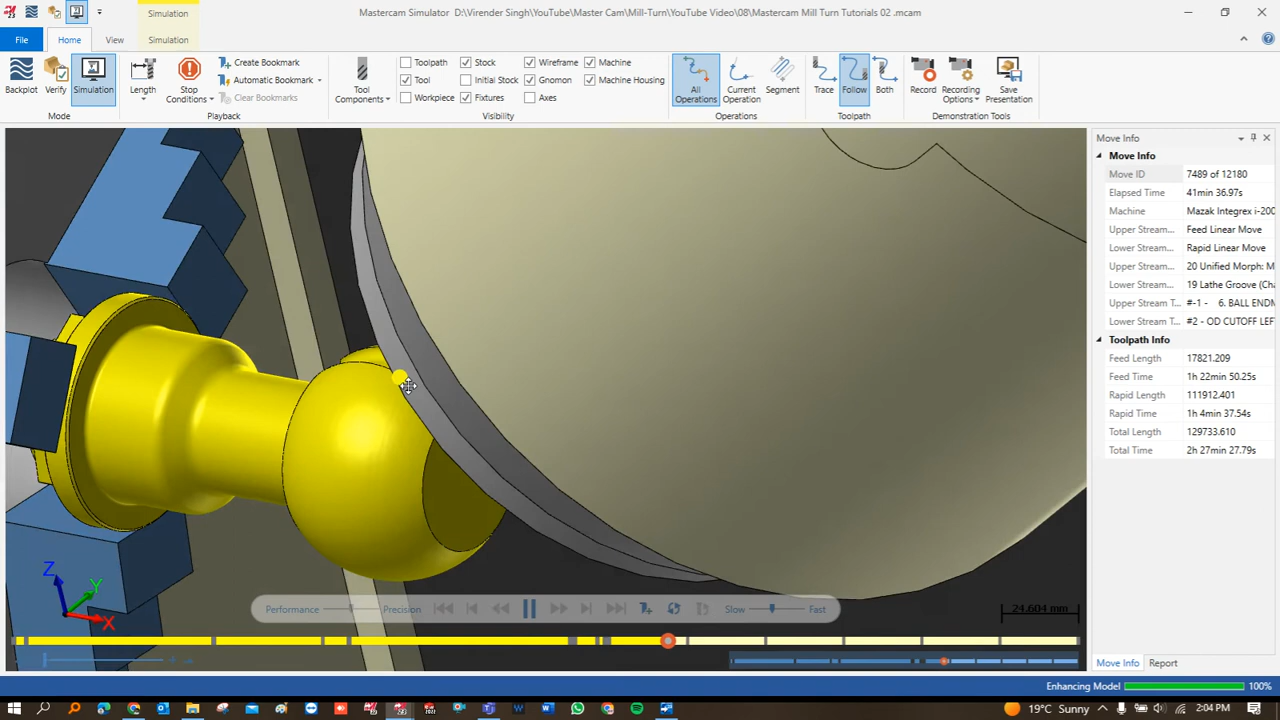 Simulation
Mastercam Simulator D:\Virender Singh\YouTube\Master Cam\Mill-Turn\YouTube Video\08\Mastercam Mill Turn Tutorials 02 .mcam
File Home View Simulation
Backplot Verify Simulation
Mode
Length
Stop Conditions
Create Bookmark
Automatic Bookmark
Clear Bookmarks
Playback
Tool Components
Toolpath Stock Wireframe Machine
Tool Initial Stock Gnomon Machine Housing
Workpiece Fixtures Axes
Visibility
All Operations
Current Operation
Segment
Operations
Trace Follow Both
Toolpath
Record
Recording Options
Save Presentation
Demonstration Tools
Move Info
Move Info
Move ID 7489 of 12180
Elapsed Time 41min 36.97s
Machine Mazak Integrex i-200
Upper Stream... Feed Linear Move
Lower Stream... Rapid Linear Move
Upper Stream... 20 Unified Morph: M
Lower Stream... 19 Lathe Groove (Cha
Upper Stream T... #-1 - 6. BALL ENDM
Lower Stream T... #2 - OD CUTOFF LEFT
Toolpath Info
Feed Length 17821.209
Feed Time 1h 22min 50.25s
Rapid Length 111912.401
Rapid Time 1h 4min 37.54s
Total Length 129733.610
Total Time 2h 27min 27.79s
Z
Y
X
Performance Precision Slow Fast
24.604 mm
Move Info Report
Enhancing Model 100%
19°C Sunny 2:04 PM